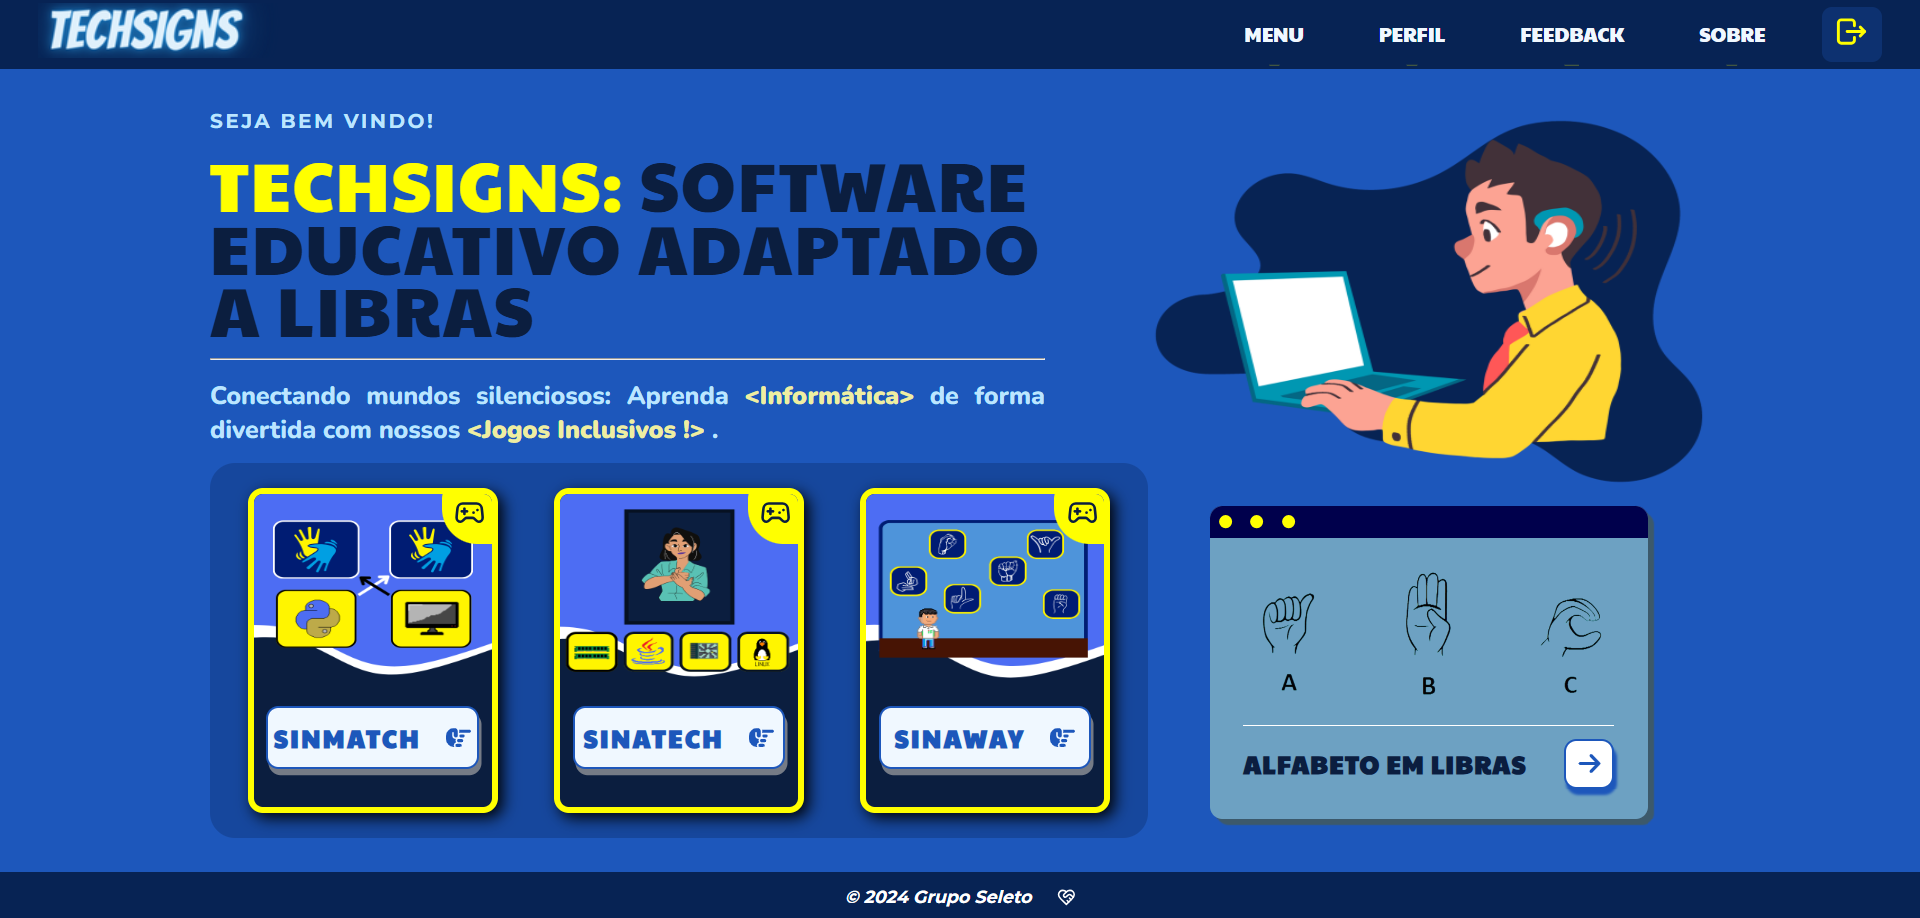 TECHSIGNS
MENU
PERFIL
FEEDBACK
SOBRE
SEJA BEM VINDO!
TECHSIGNS: SOFTWARE
EDUCATIVO ADAPTADO
A LIBRAS
Conectando mundos silenciosos: Aprenda <Informática> de forma
divertida com nossos <Jogos Inclusivos !> .
LINUX
SINMATCH
SINATECH
SINAWAY
A
B
C
ALFABETO EM LIBRAS
© 2024 Grupo Seleto